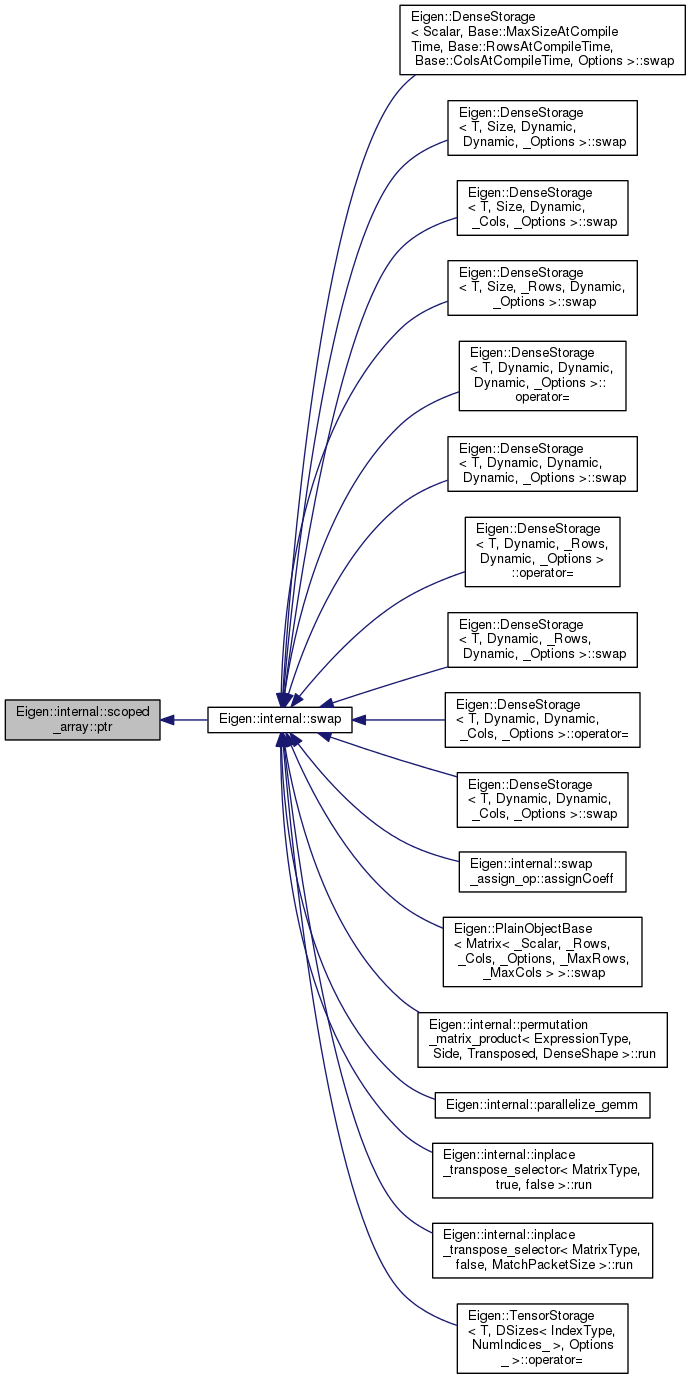 Eigen::DenseStorage
< Scalar, Base::MaxSizeAtCompile
Time, Base::RowsAtCompileTime,
Base::ColsAtCompileTime, Options >::swap
Eigen::DenseStorage
< T, Size, Dynamic,
Dynamic, _Options >::swap
Eigen::DenseStorage
< T, Size, Dynamic,
_Cols, _Options >::swap
Eigen::DenseStorage
< T, Size, _Rows, Dynamic,
_Options >::swap
Eigen::DenseStorage
< T, Dynamic, Dynamic,
Dynamic, _Options >::
operator=
Eigen::DenseStorage
< T, Dynamic, Dynamic,
Dynamic, _Options >::swap
Eigen::DenseStorage
< T, Dynamic, _Rows,
Dynamic, _Options >
::operator=
Eigen::DenseStorage
< T, Dynamic, _Rows,
Dynamic, _Options >::swap
Eigen::internal::scoped
_array::ptr
Eigen::internal::swap
Eigen::DenseStorage
< T, Dynamic, Dynamic,
_Cols, _Options >::operator=
Eigen::DenseStorage
< T, Dynamic, Dynamic,
_Cols, _Options >::swap
Eigen::internal::swap
_assign_op::assignCoeff
Eigen::PlainObjectBase
< Matrix< _Scalar, _Rows,
_Cols, _Options, _MaxRows,
_MaxCols > >::swap
Eigen::internal::permutation
_matrix_product< ExpressionType,
Side, Transposed, DenseShape >::run
Eigen::internal::parallelize_gemm
Eigen::internal::inplace
_transpose_selector< MatrixType,
true, false >::run
Eigen::internal::inplace
_transpose_selector< MatrixType,
false, MatchPacketSize >::run
Eigen::TensorStorage
< T, DSizes< IndexType,
NumIndices_ >, Options
_ >::operator=